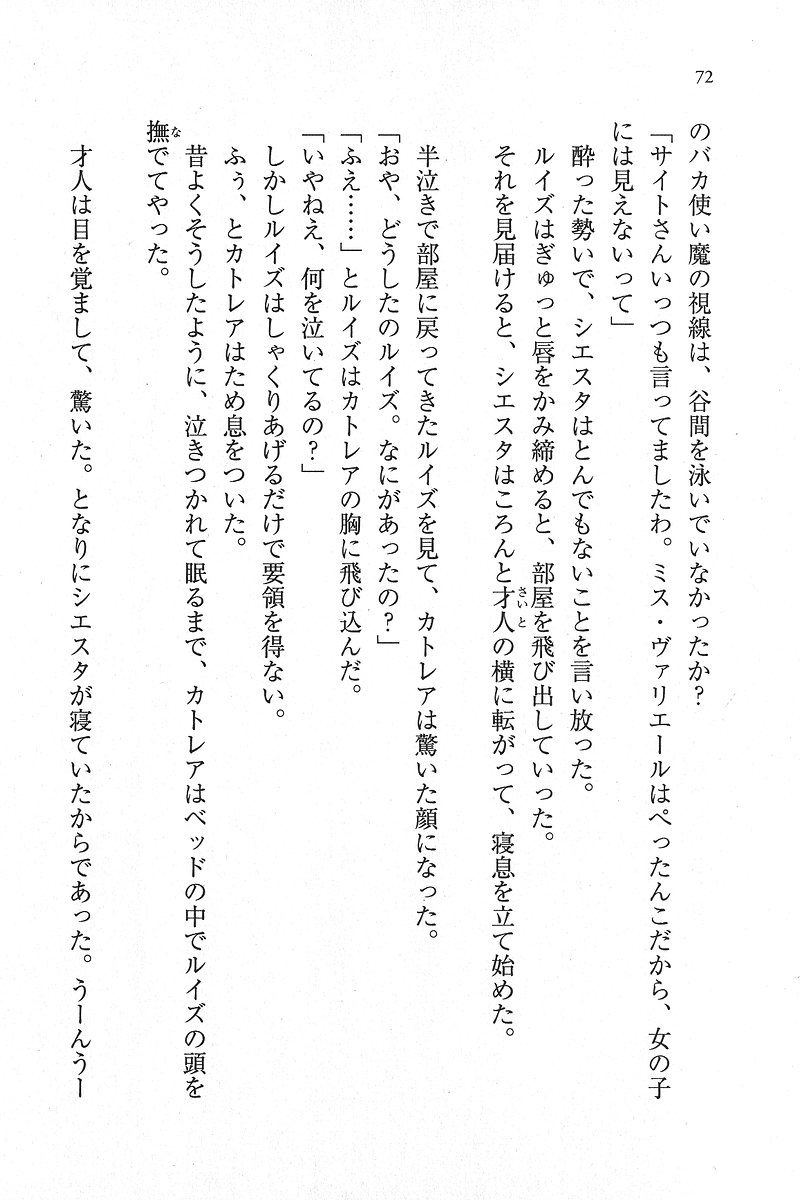 72
のバカ使い魔の視線は、谷間を泳いでいなかったか?
「サイトさんいっつも言ってましたわ。ミス・ヴァリエールはぺったんこだから、女の子
には見えないって」
酔った勢いで、シエスタはとんでもないことを言い放った。
ルイズはぎゅっと唇をかみ締めると、部屋を飛び出していった。
それを見届けると、シエスタはころんと才人さいとの横に転がって、寝息を立て始めた。
半泣きで部屋に戻ってきたルイズを見て、カトレアは驚いた顔になった。
「おや、どうしたのルイズ。なにがあったの?」
「ふえ……」とルイズはカトレアの胸に飛び込んだ。
「いやねえ、何を泣いてるの?」
しかしルイズはしゃくりあげるだけで要領を得ない。
ふぅ、とカトレアはため息をついた。
昔よくそうしたように、泣きつかれて眠るまで、カトレアはベッドの中でルイズの頭を
撫なでてやった。
才人は目を覚まして、驚いた。となりにシエスタが寝ていたからであった。うーんうー